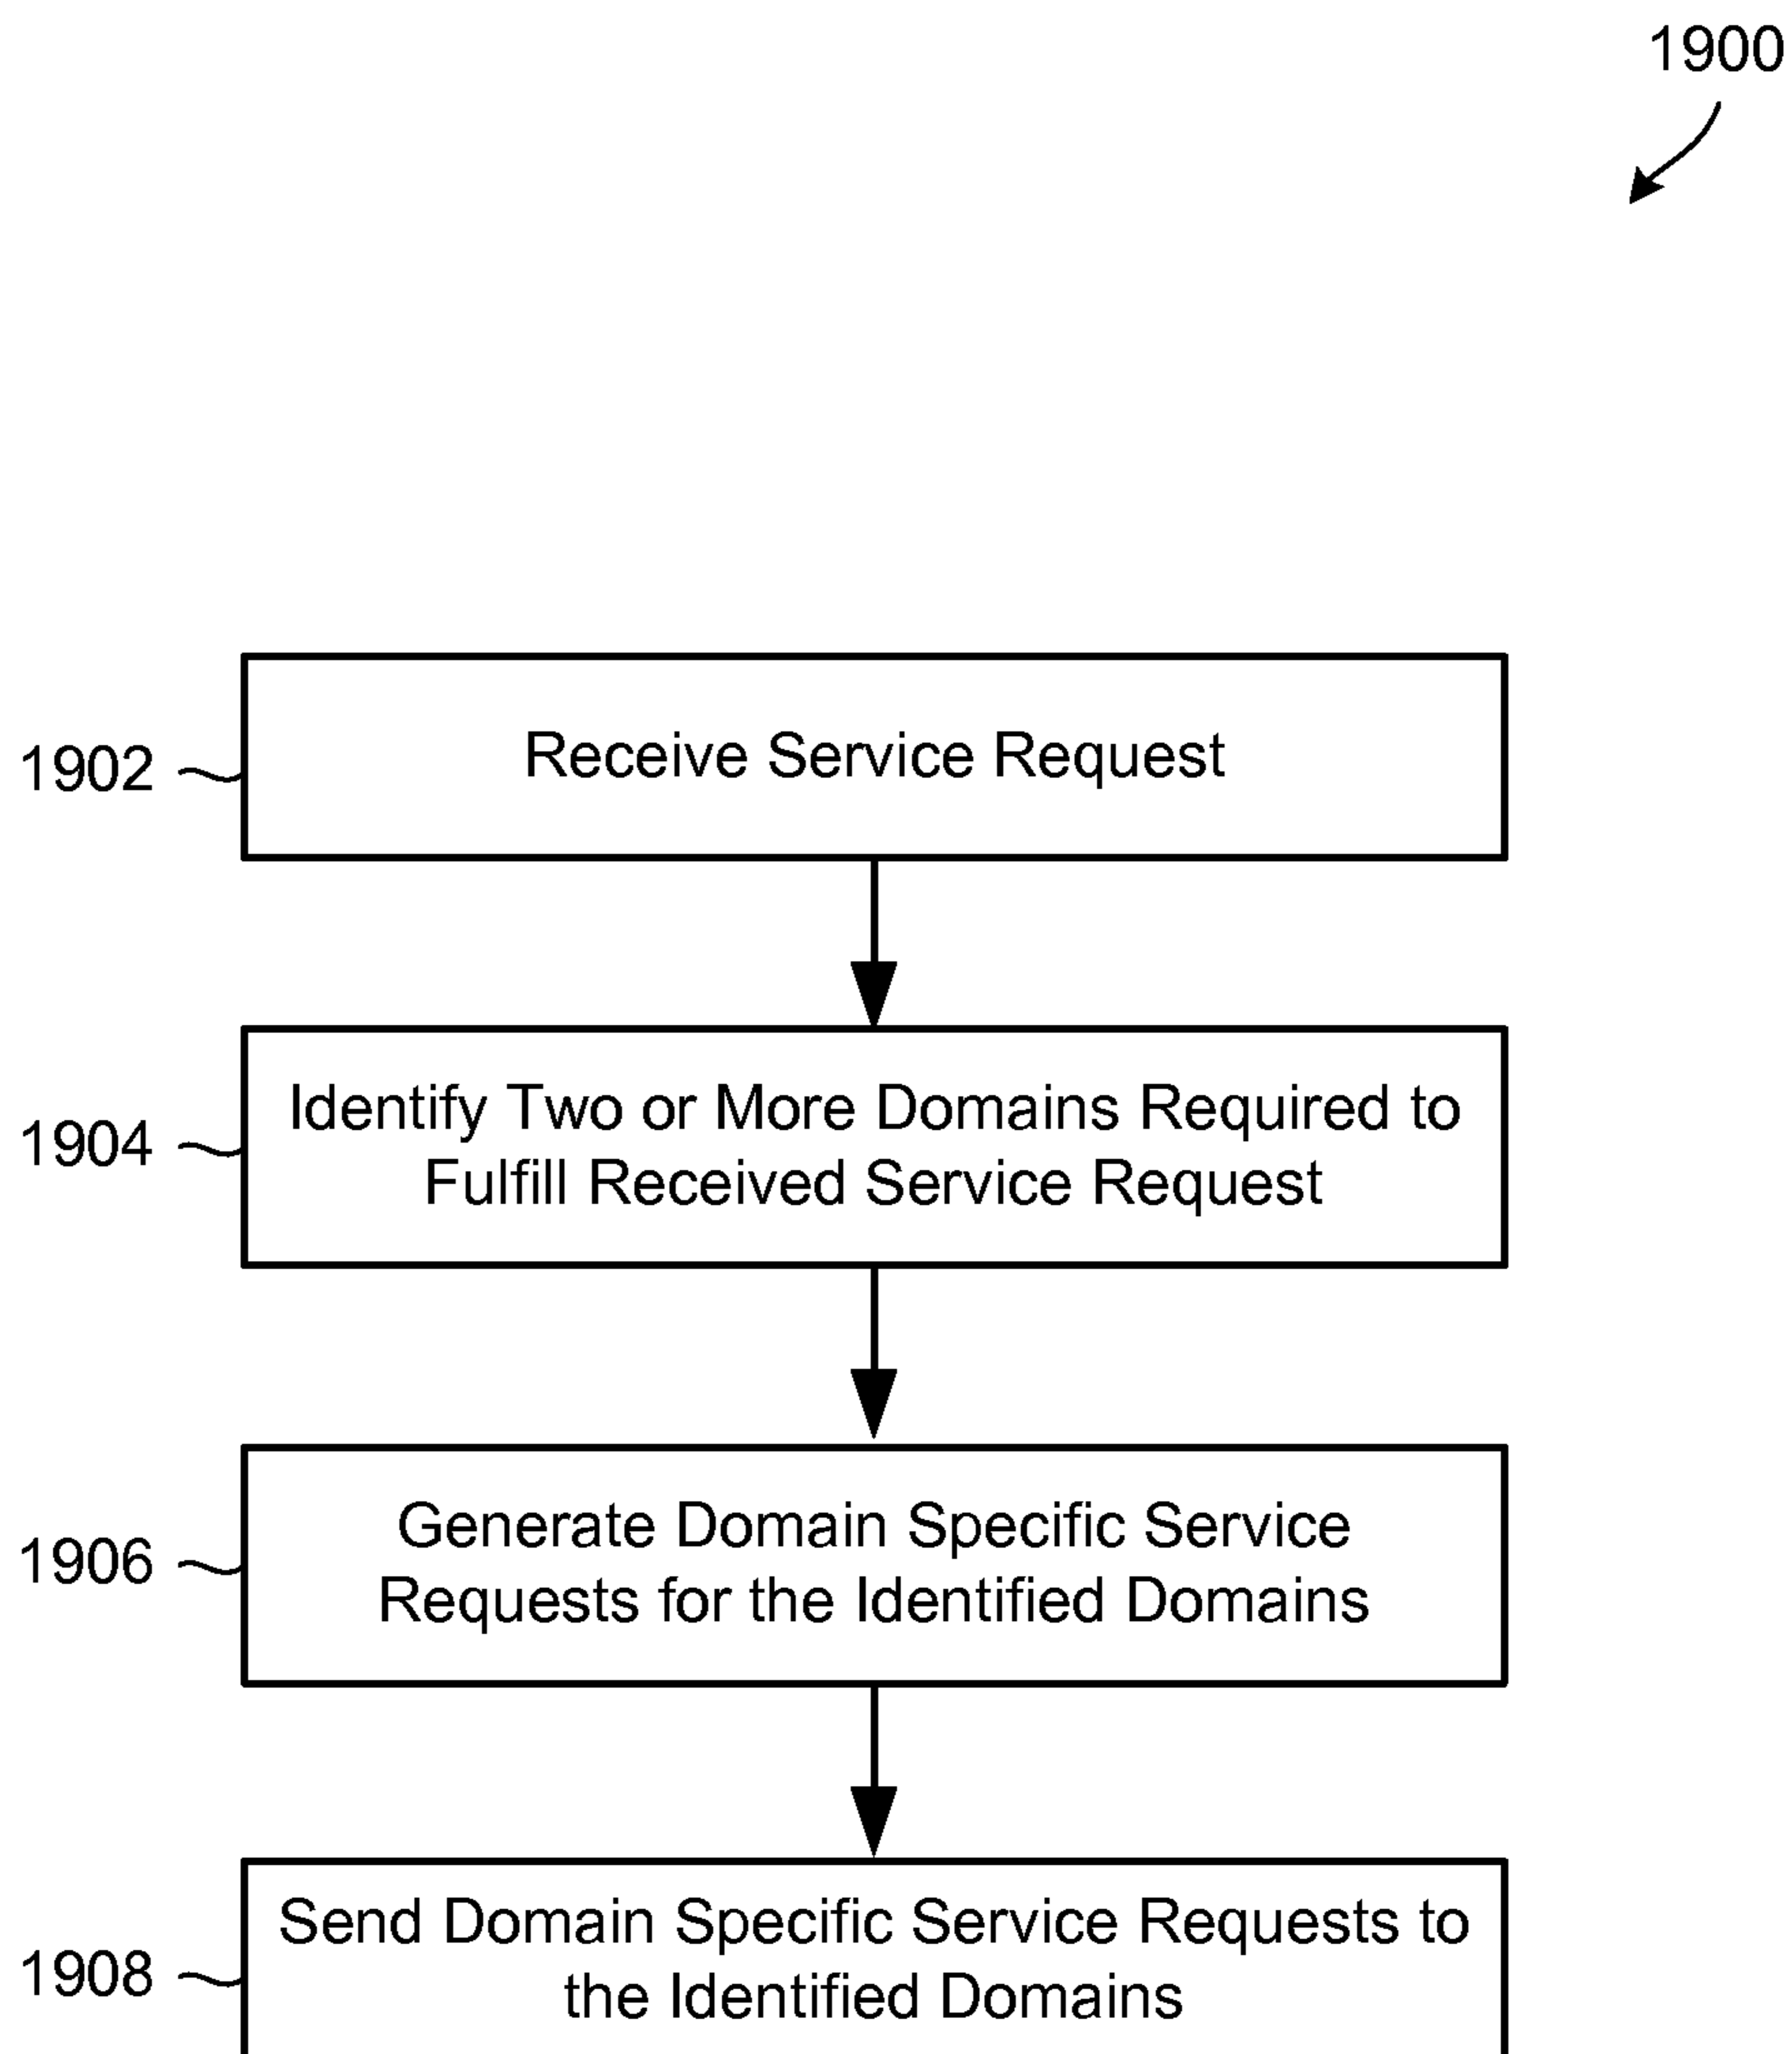 1900
1902
Receive Service Request
1904
Identify Two or More Domains Required to
Fulfill Received Service Request
1906
Generate Domain Specific Service
Requests for the Identified Domains
1908
Send Domain Specific Service Requests to
the Identified Domains